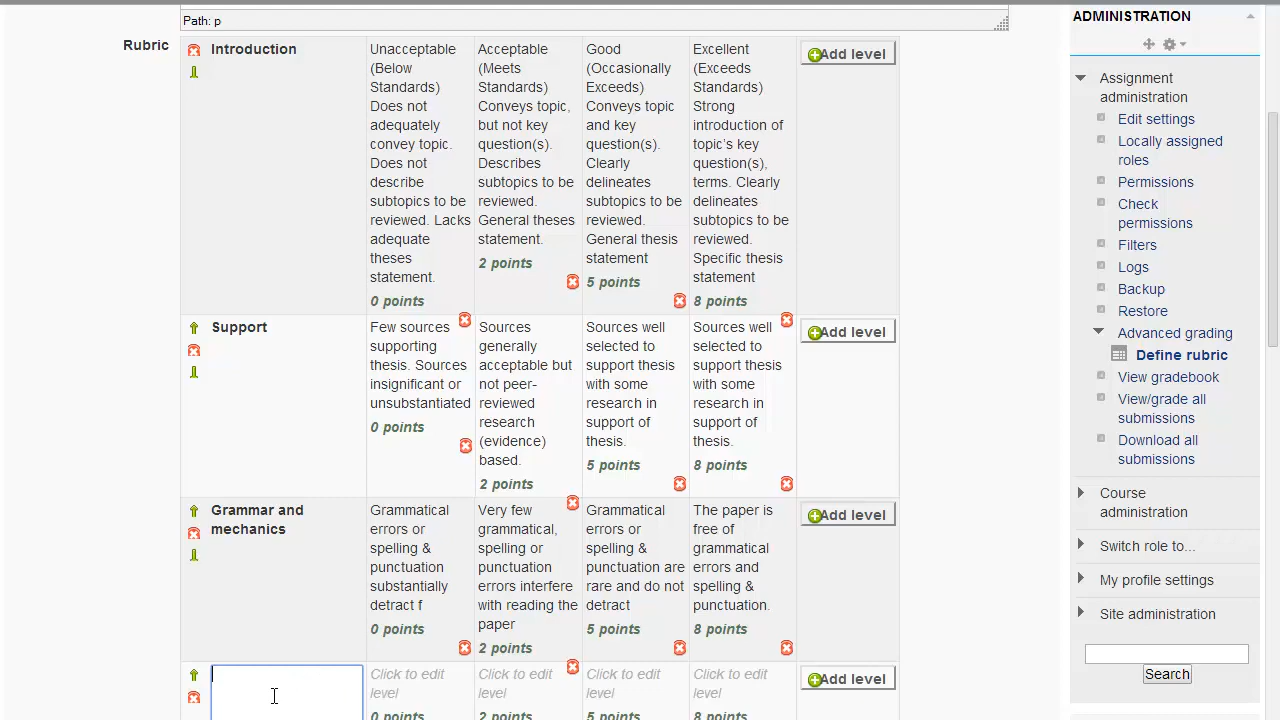 Path: p
Rubric
Introduction
Unacceptable
(Below
Standards)
Does not
adequately
convey topic.
Does not
describe
subtopics to be
reviewed. Lacks
adequate
theses
statement.
0 points
Acceptable
(Meets
Standards)
Conveys topic,
but not key
question(s).
Describes
subtopics to be
reviewed.
General theses
statement.
2 points
Good
(Occasionally
Exceeds)
Conveys topic
and key
question(s).
Clearly
delineates
subtopics to be
reviewed.
General thesis
statement
5 points
Excellent
(Exceeds
Standards)
Strong
introduction of
topic's key
question(s),
terms. Clearly
delineates
subtopics to be
reviewed.
Specific thesis
statement
8 points
Add level
Support
Few sources
supporting
thesis. Sources
insignificant or
unsubstantiated
0 points
Sources
generally
acceptable but
not peer-
reviewed
research
(evidence)
based.
2 points
Sources well
selected to
support thesis
with some
research in
support of
thesis.
5 points
Sources well
selected to
support thesis
with some
research in
support of
thesis.
8 points
Add level
Grammar and
mechanics
Grammatical
errors or
spelling &
punctuation
substantially
detract f
0 points
Very few
grammatical,
spelling or
punctuation
errors interfere
with reading the
paper
2 points
Grammatical
errors or
spelling &
punctuation are
rare and do not
detract
5 points
The paper is
free of
grammatical
errors and
spelling &
punctuation.
8 points
Add level
Click to edit
level
0 points
Click to edit
level
2 points
Click to edit
level
5 points
Click to edit
level
8 points
Add level
ADMINISTRATION
Assignment
administration
Edit settings
Locally assigned
roles
Permissions
Check
permissions
Filters
Logs
Backup
Restore
Advanced grading
Define rubric
View gradebook
View/grade all
submissions
Download all
submissions
Course
administration
Switch role to...
My profile settings
Site administration
Search